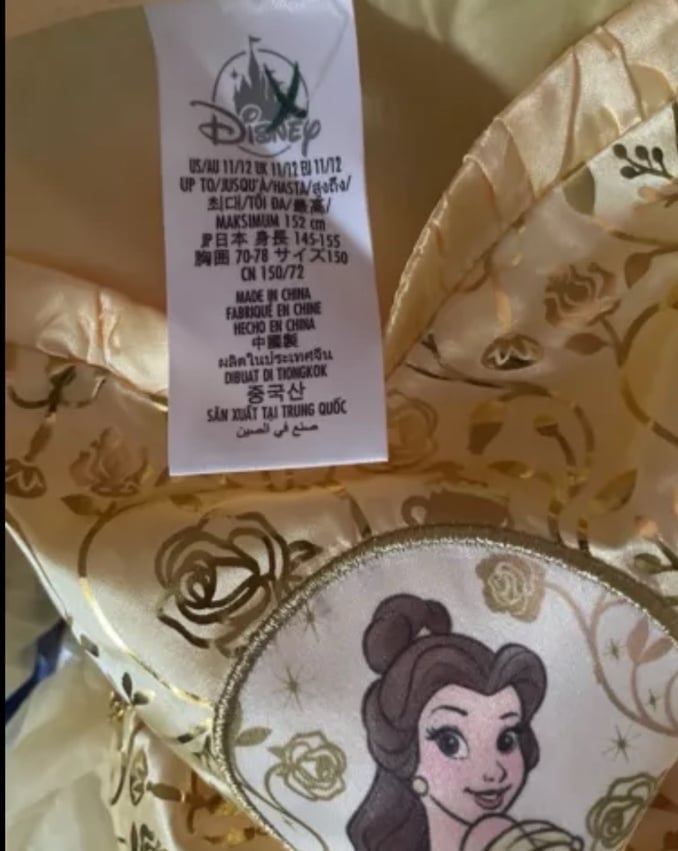 Disney
US/AU 11/12 UK 11/12 EU 11/12
UP TO/JUSQU'À/HASTA/สูงถึง/
최대/TỐI ĐA/最高/
MAKSIMUM 152 cm
JP日本 身長 145-155
胸囲 70-78 サイズ150
CN 150/72
MADE IN CHINA
FABRIQUÉ EN CHINE
HECHO EN CHINA
中國製
ผลิตในประเทศจีน
DIBUAT DI TIONGKOK
중국산
SẢN XUẤT TẠI TRUNG QUỐC
صنع في الصين